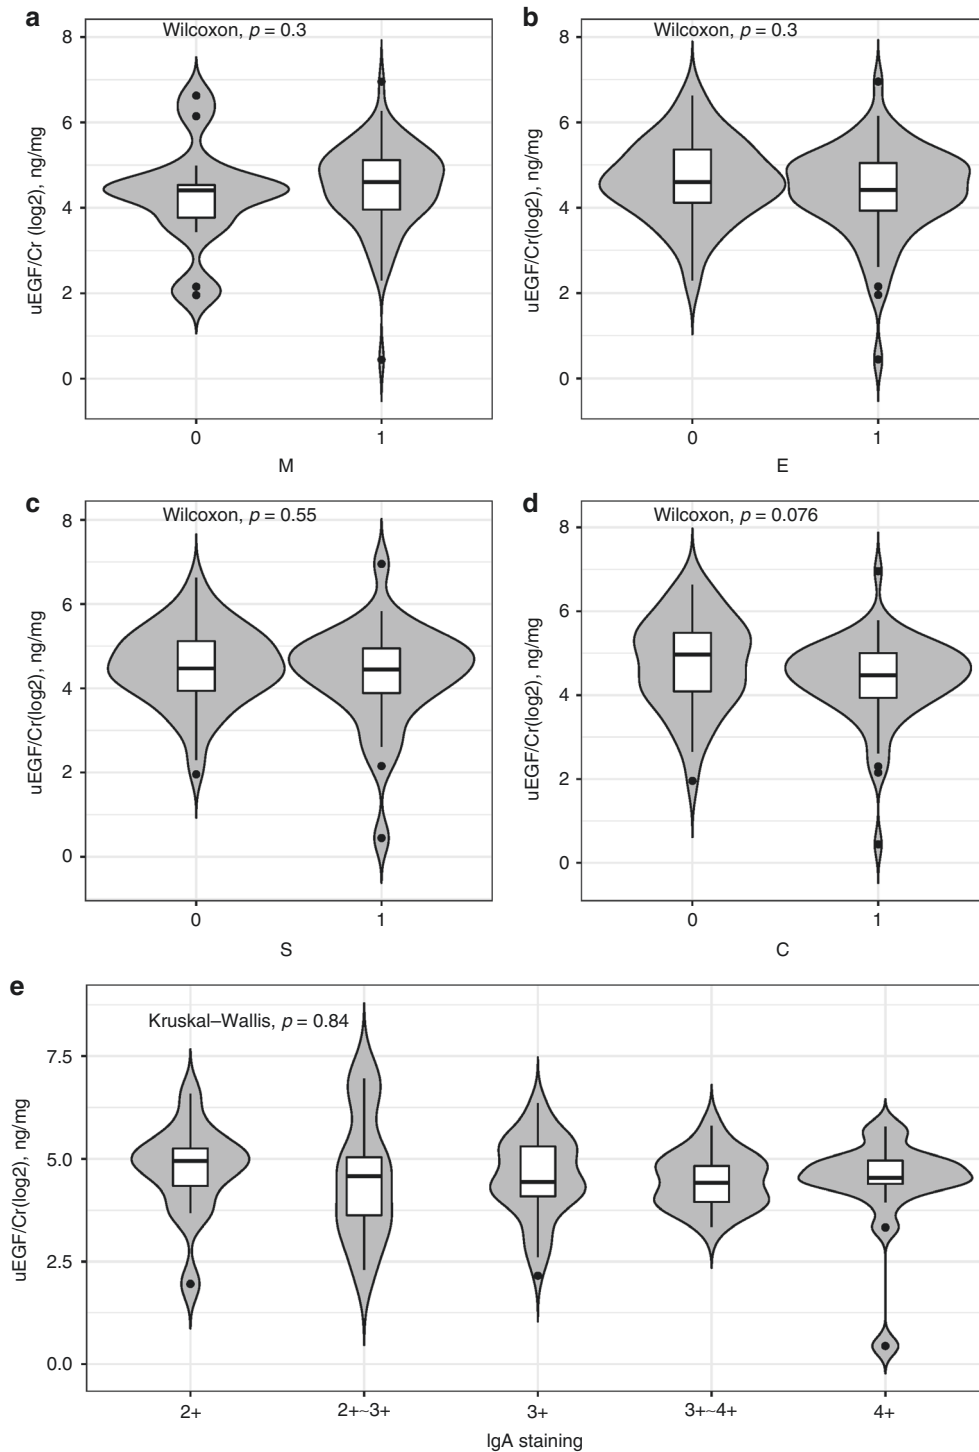 a
Wilcoxon, p = 0.3
8
6
4
2
0
uEGF/Cr (log2), ng/mg
0 1
M
b
Wilcoxon, p = 0.3
8
6
4
2
0
uEGF/Cr(log2), ng/mg
0 1
E
c
Wilcoxon, p = 0.55
8
6
4
2
0
uEGF/Cr(log2), ng/mg
0 1
S
d
Wilcoxon, p = 0.076
8
6
4
2
0
uEGF/Cr(log2), ng/mg
0 1
C
e
Kruskal–Wallis, p = 0.84
7.5
5.0
2.5
0.0
uEGF/Cr(log2), ng/mg
2+ 2+~3+ 3+ 3+~4+ 4+
IgA staining